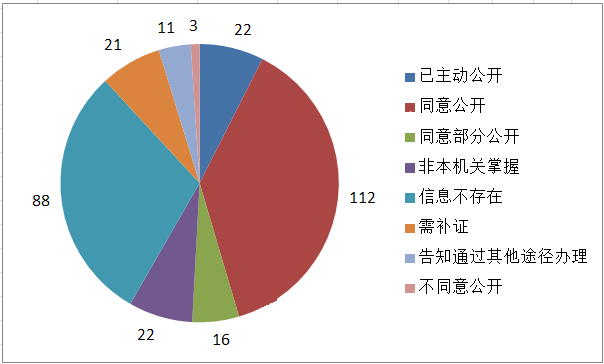 3
11
22
21
112
88
22
16
已主动公开
同意公开
同意部分公开
非本机关掌握
信息不存在
需补证
告知通过其他途径办理
不同意公开